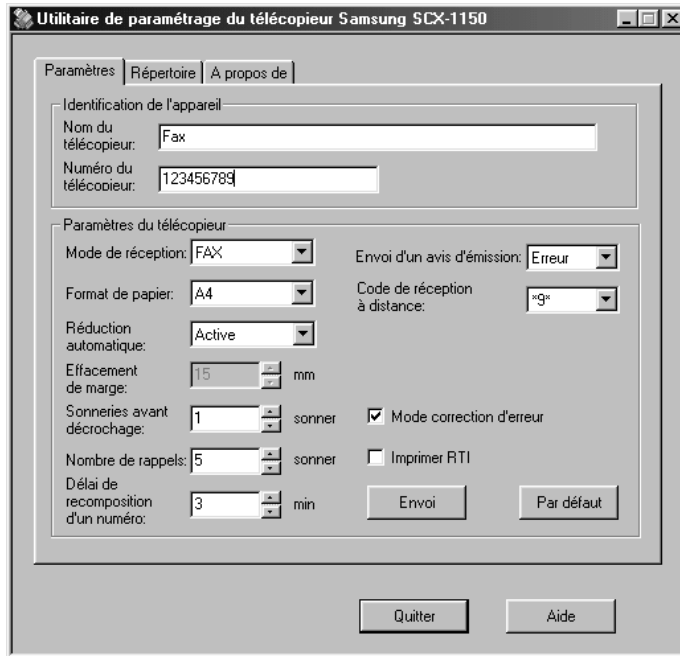 Utilitaire de paramétrage du télécopieur Samsung SCX-1150
Paramètres Répertoire A propos de
Identification de l'appareil
Nom du
télécopieur: Fax
Numéro du
télécopieur: 123456789
Paramètres du télécopieur
Mode de réception: FAX
Envoi d'un avis d'émission: Erreur
Format de papier: A4
Code de réception
à distance: *9*
Réduction
automatique: Active
Effacement
de marge: 15 mm
Sonneries avant
décrochage: 1 sonner
Mode correction d'erreur
Nombre de rappels: 5 sonner
Imprimer RTI
Délai de
recomposition
d'un numéro: 3 min
Envoi Par défaut
Quitter Aide